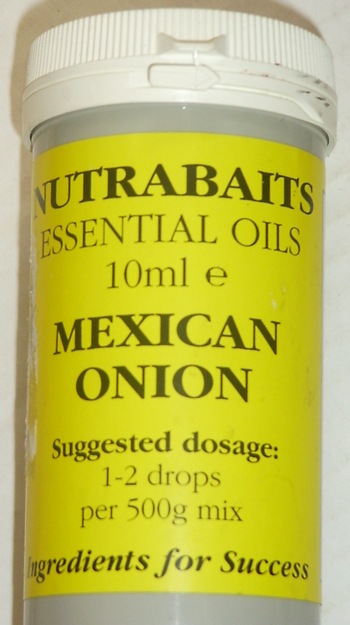 NUTRABAITS
ESSENTIAL OILS
10ml e
MEXICAN
ONION
Suggested dosage:
1-2 drops
per 500g mix
Ingredients for Success